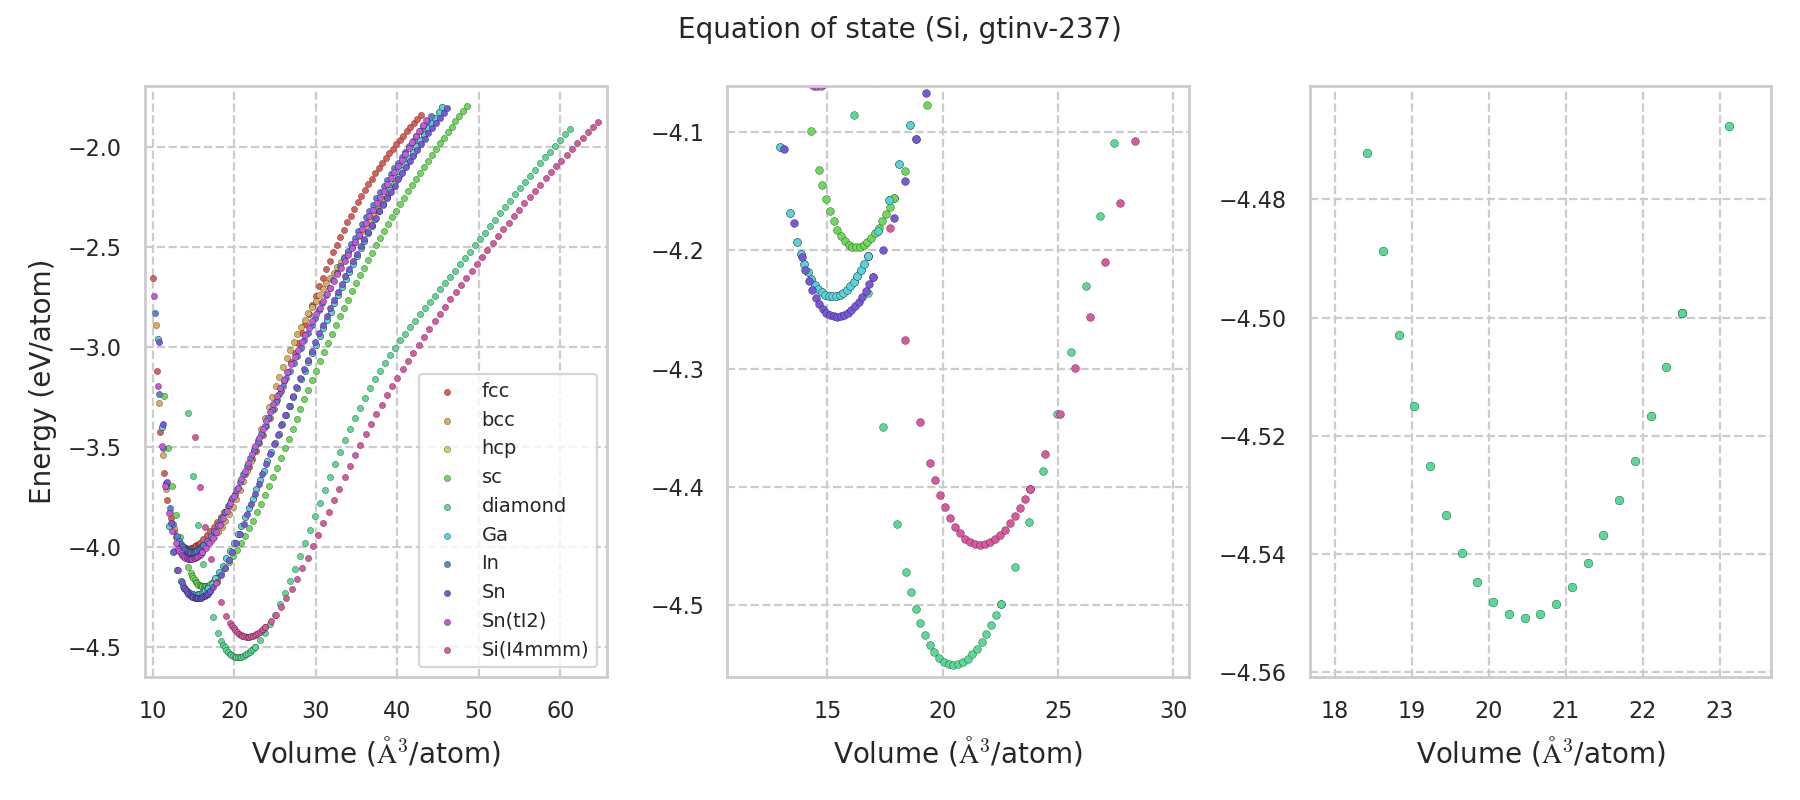 Equation of state (Si, gtinv-237)
Energy (eV/atom)
−2.0
−2.5
−3.0
−3.5
−4.0
−4.5
10 20 30 40 50 60
Volume (Å³/atom)
fcc
bcc
hcp
sc
diamond
Ga
In
Sn
Sn(tI2)
Si(I4mmm)
−4.1
−4.2
−4.3
−4.4
−4.5
15 20 25 30
Volume (Å³/atom)
−4.48
−4.50
−4.52
−4.54
−4.56
18 19 20 21 22 23
Volume (Å³/atom)